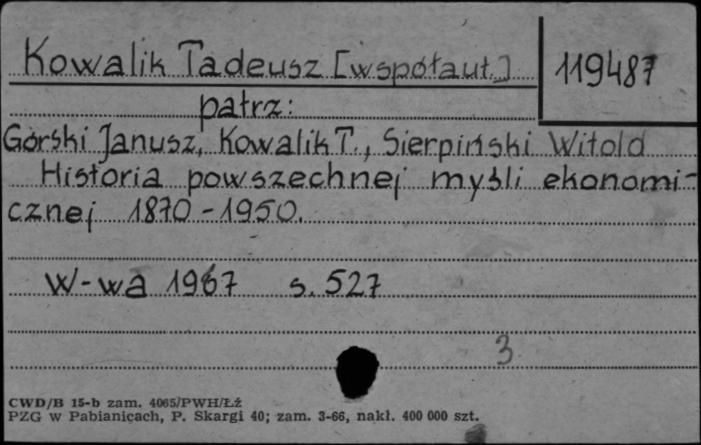 Kowalik Tadeusz [współaut.]
119487
patrz:
Górski Janusz, Kowalik T., Sierpiński Witold
Historia powszechnej myśli ekonomi-
cznej 1870-1950.
W-wa 1967 s. 527
3
CWD/B 15-b zam. 4065/PWH/Łź
PZG w Pabianicach, P. Skargi 40; zam. 3-66, nakł. 400 000 szt.